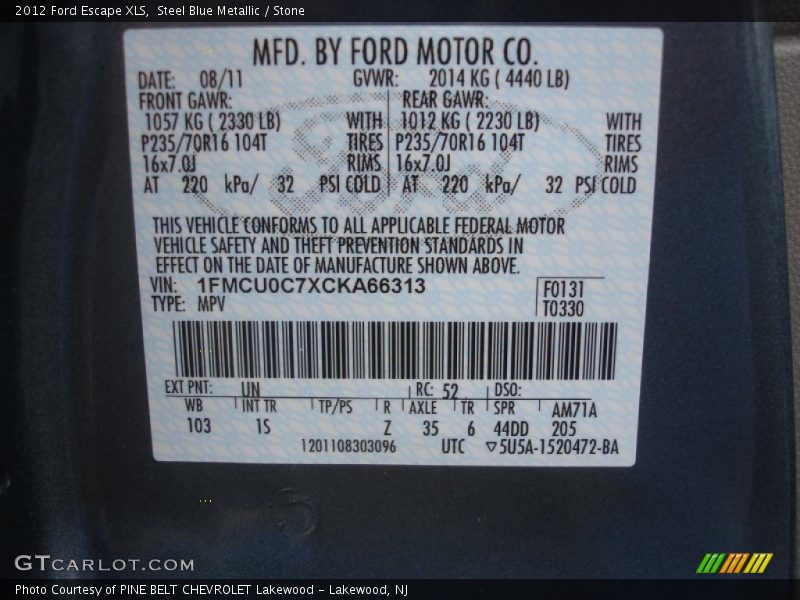 2012 Ford Escape XLS, Steel Blue Metallic / Stone
MFD. BY FORD MOTOR CO.
DATE: 08/11 GVWR: 2014 KG ( 4440 LB)
FRONT GAWR: REAR GAWR:
1057 KG ( 2330 LB) WITH 1012 KG ( 2230 LB) WITH
P235/70R16 104T TIRES P235/70R16 104T TIRES
16x7.0J RIMS 16x7.0J RIMS
AT 220 kPa/ 32 PSI COLD AT 220 kPa/ 32 PSI COLD
Ford
THIS VEHICLE CONFORMS TO ALL APPLICABLE FEDERAL MOTOR
VEHICLE SAFETY AND THEFT PREVENTION STANDARDS IN
EFFECT ON THE DATE OF MANUFACTURE SHOWN ABOVE.
VIN: 1FMCU0C7XCKA66313 F0131
TYPE: MPV T0330
EXT PNT: UN RC: 52 DSO:
WB INT TR TP/PS R AXLE TR SPR AM71A
103 1S Z 35 6 44DD 205
1201108303096 UTC ▽5U5A-1520472-BA
GTCARLOT.COM
Photo Courtesy of PINE BELT CHEVROLET Lakewood - Lakewood, NJ